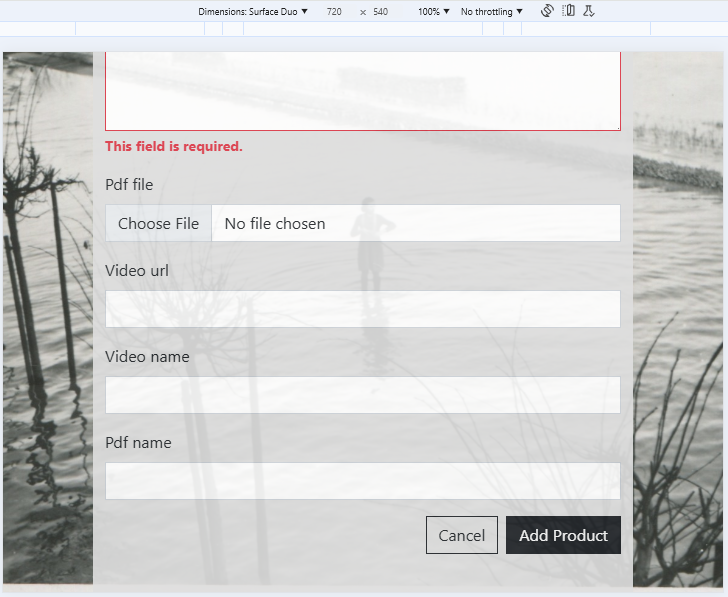 Dimensions: Surface Duo ▼ 720 × 540 100% ▼ No throttling ▼
This field is required.
Pdf file
Choose File No file chosen
Video url
Video name
Pdf name
Cancel Add Product